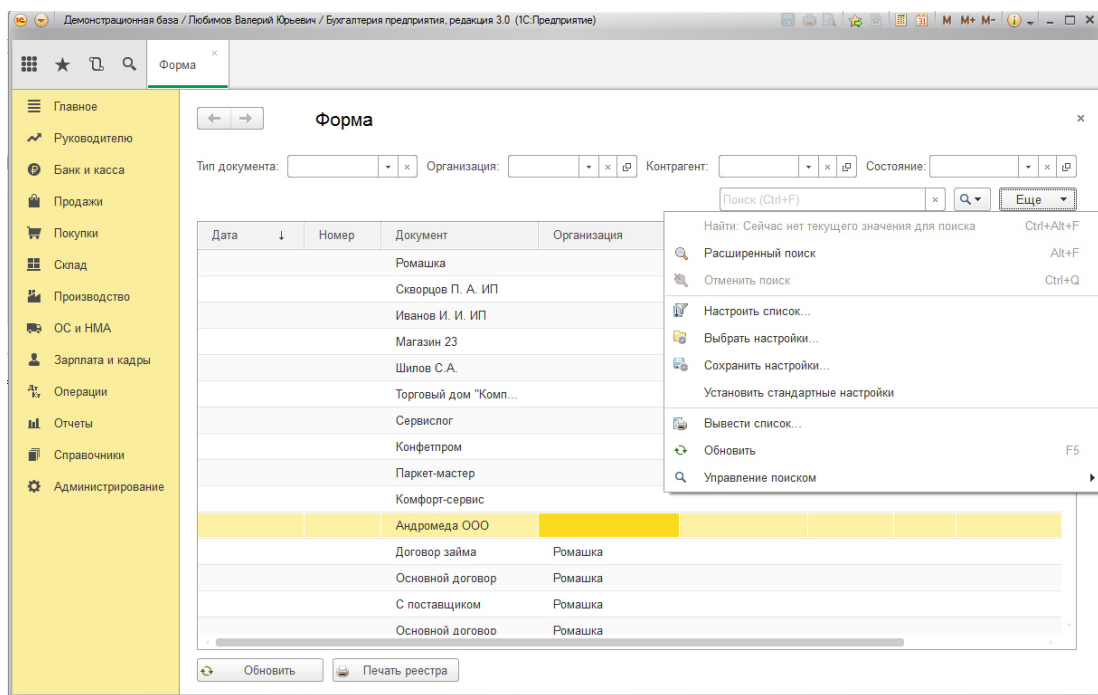 Демонстрационная база / Любимов Валерий Юрьевич / Бухгалтерия предприятия, редакция 3.0 (1С:Предприятие)
M M+ M-
Форма
Главное
Руководителю
Банк и касса
Продажи
Покупки
Склад
Производство
ОС и НМА
Зарплата и кадры
Операции
Отчеты
Справочники
Администрирование
Форма
Тип документа: Организация: Контрагент: Состояние:
Поиск (Ctrl+F) Еще
Дата Номер Документ Организация
Ромашка
Скворцов П. А. ИП
Иванов И. И. ИП
Магазин 23
Шилов С.А.
Торговый дом "Комп...
Сервислог
Конфетпром
Паркет-мастер
Комфорт-сервис
Андромеда ООО
Договор займа Ромашка
Основной договор Ромашка
С поставщиком Ромашка
Основной договор Ромашка
Найти: Сейчас нет текущего значения для поиска Ctrl+Alt+F
Расширенный поиск Alt+F
Отменить поиск Ctrl+Q
Настроить список...
Выбрать настройки...
Сохранить настройки...
Установить стандартные настройки
Вывести список...
Обновить F5
Управление поиском
Обновить Печать реестра